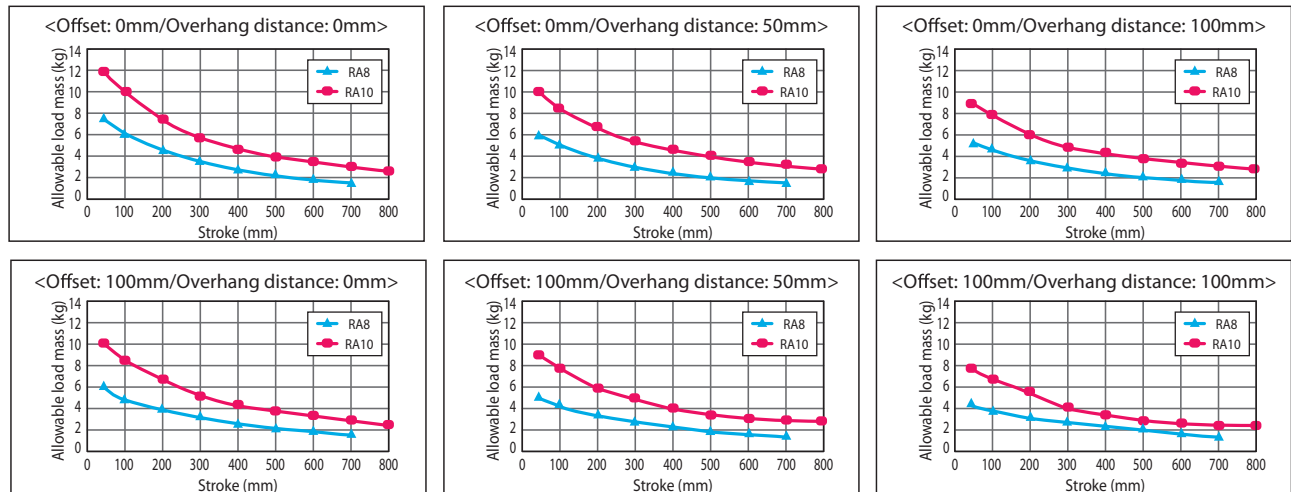 <Offset: 0mm/Overhang distance: 0mm>
Allowable load mass (kg)
14
12
10
8
6
4
2
0
RA8
RA10
0 100 200 300 400 500 600 700 800
Stroke (mm)
<Offset: 0mm/Overhang distance: 50mm>
Allowable load mass (kg)
14
12
10
8
6
4
2
0
RA8
RA10
0 100 200 300 400 500 600 700 800
Stroke (mm)
<Offset: 0mm/Overhang distance: 100mm>
Allowable load mass (kg)
14
12
10
8
6
4
2
0
RA8
RA10
0 100 200 300 400 500 600 700 800
Stroke (mm)
<Offset: 100mm/Overhang distance: 0mm>
Allowable load mass (kg)
14
12
10
8
6
4
2
0
RA8
RA10
0 100 200 300 400 500 600 700 800
Stroke (mm)
<Offset: 100mm/Overhang distance: 50mm>
Allowable load mass (kg)
14
12
10
8
6
4
2
0
RA8
RA10
0 100 200 300 400 500 600 700 800
Stroke (mm)
<Offset: 100mm/Overhang distance: 100mm>
Allowable load mass (kg)
14
12
10
8
6
4
2
0
RA8
RA10
0 100 200 300 400 500 600 700 800
Stroke (mm)